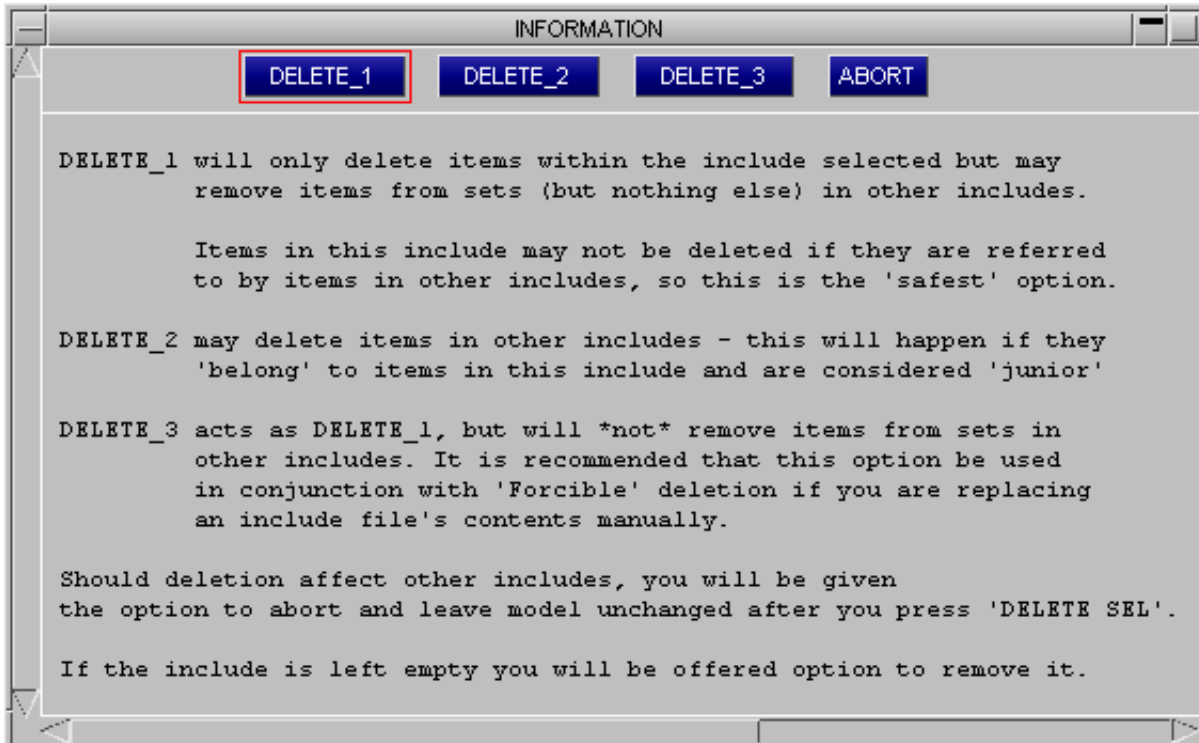 INFORMATION
DELETE_1 DELETE_2 DELETE_3 ABORT
DELETE_1 will only delete items within the include selected but may
remove items from sets (but nothing else) in other includes.
Items in this include may not be deleted if they are referred
to by items in other includes, so this is the 'safest' option.
DELETE_2 may delete items in other includes - this will happen if they
'belong' to items in this include and are considered 'junior'
DELETE_3 acts as DELETE_1, but will *not* remove items from sets in
other includes. It is recommended that this option be used
in conjunction with 'Forcible' deletion if you are replacing
an include file's contents manually.
Should deletion affect other includes, you will be given
the option to abort and leave model unchanged after you press 'DELETE SEL'.
If the include is left empty you will be offered option to remove it.